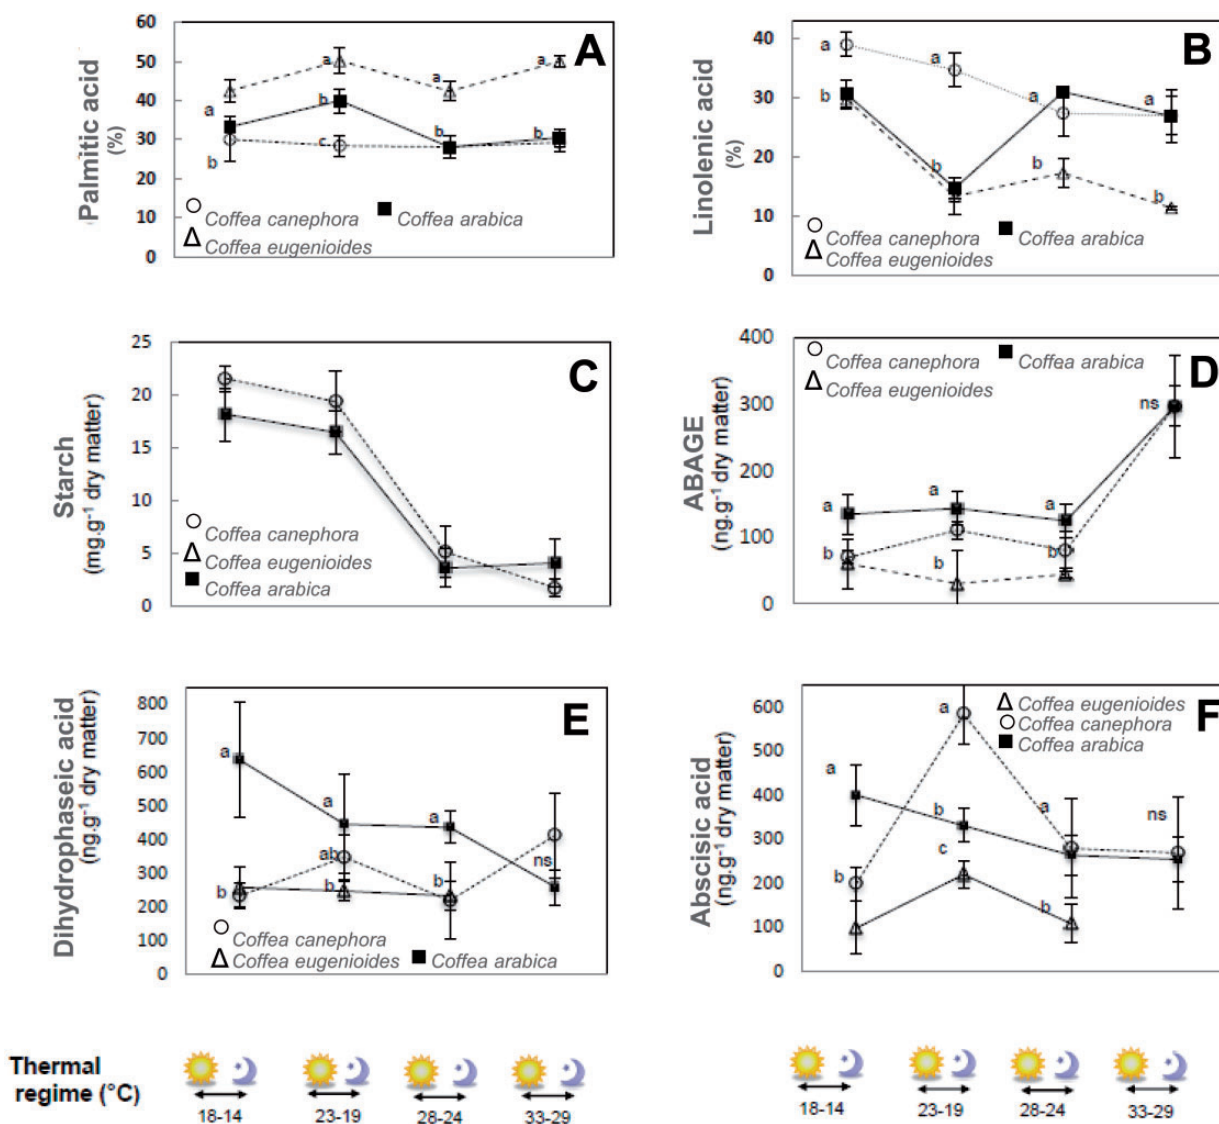 A
Palmitic acid
(%)
60
50
40
30
20
10
0
a
b
a
b
c
a
b
a
b
Coffea canephora
Coffea arabica
Coffea eugenioides
B
Linolenic acid
(%)
40
30
20
10
0
a
b
a
b
a
b
a
b
Coffea canephora
Coffea arabica
Coffea eugenioides
C
Starch
(mg.g⁻¹ dry matter)
25
20
15
10
5
0
Coffea canephora
Coffea eugenioides
Coffea arabica
D
ABAGE
(ng.g⁻¹ dry matter)
400
300
200
100
0
Coffea canephora
Coffea arabica
Coffea eugenioides
a
b
a
b
a
b
ns
E
Dihydrophaseic acid
(ng.g⁻¹ dry matter)
800
700
600
500
400
300
200
100
0
a
b
a
ab
b
a
b
ns
Coffea canephora
Coffea eugenioides
Coffea arabica
F
Abscisic acid
(ng.g⁻¹ dry matter)
600
500
400
300
200
100
0
Coffea eugenioides
Coffea canephora
Coffea arabica
a
b
a
b
c
a
b
ns
Thermal
regime (°C)
18-14
23-19
28-24
33-29
18-14
23-19
28-24
33-29